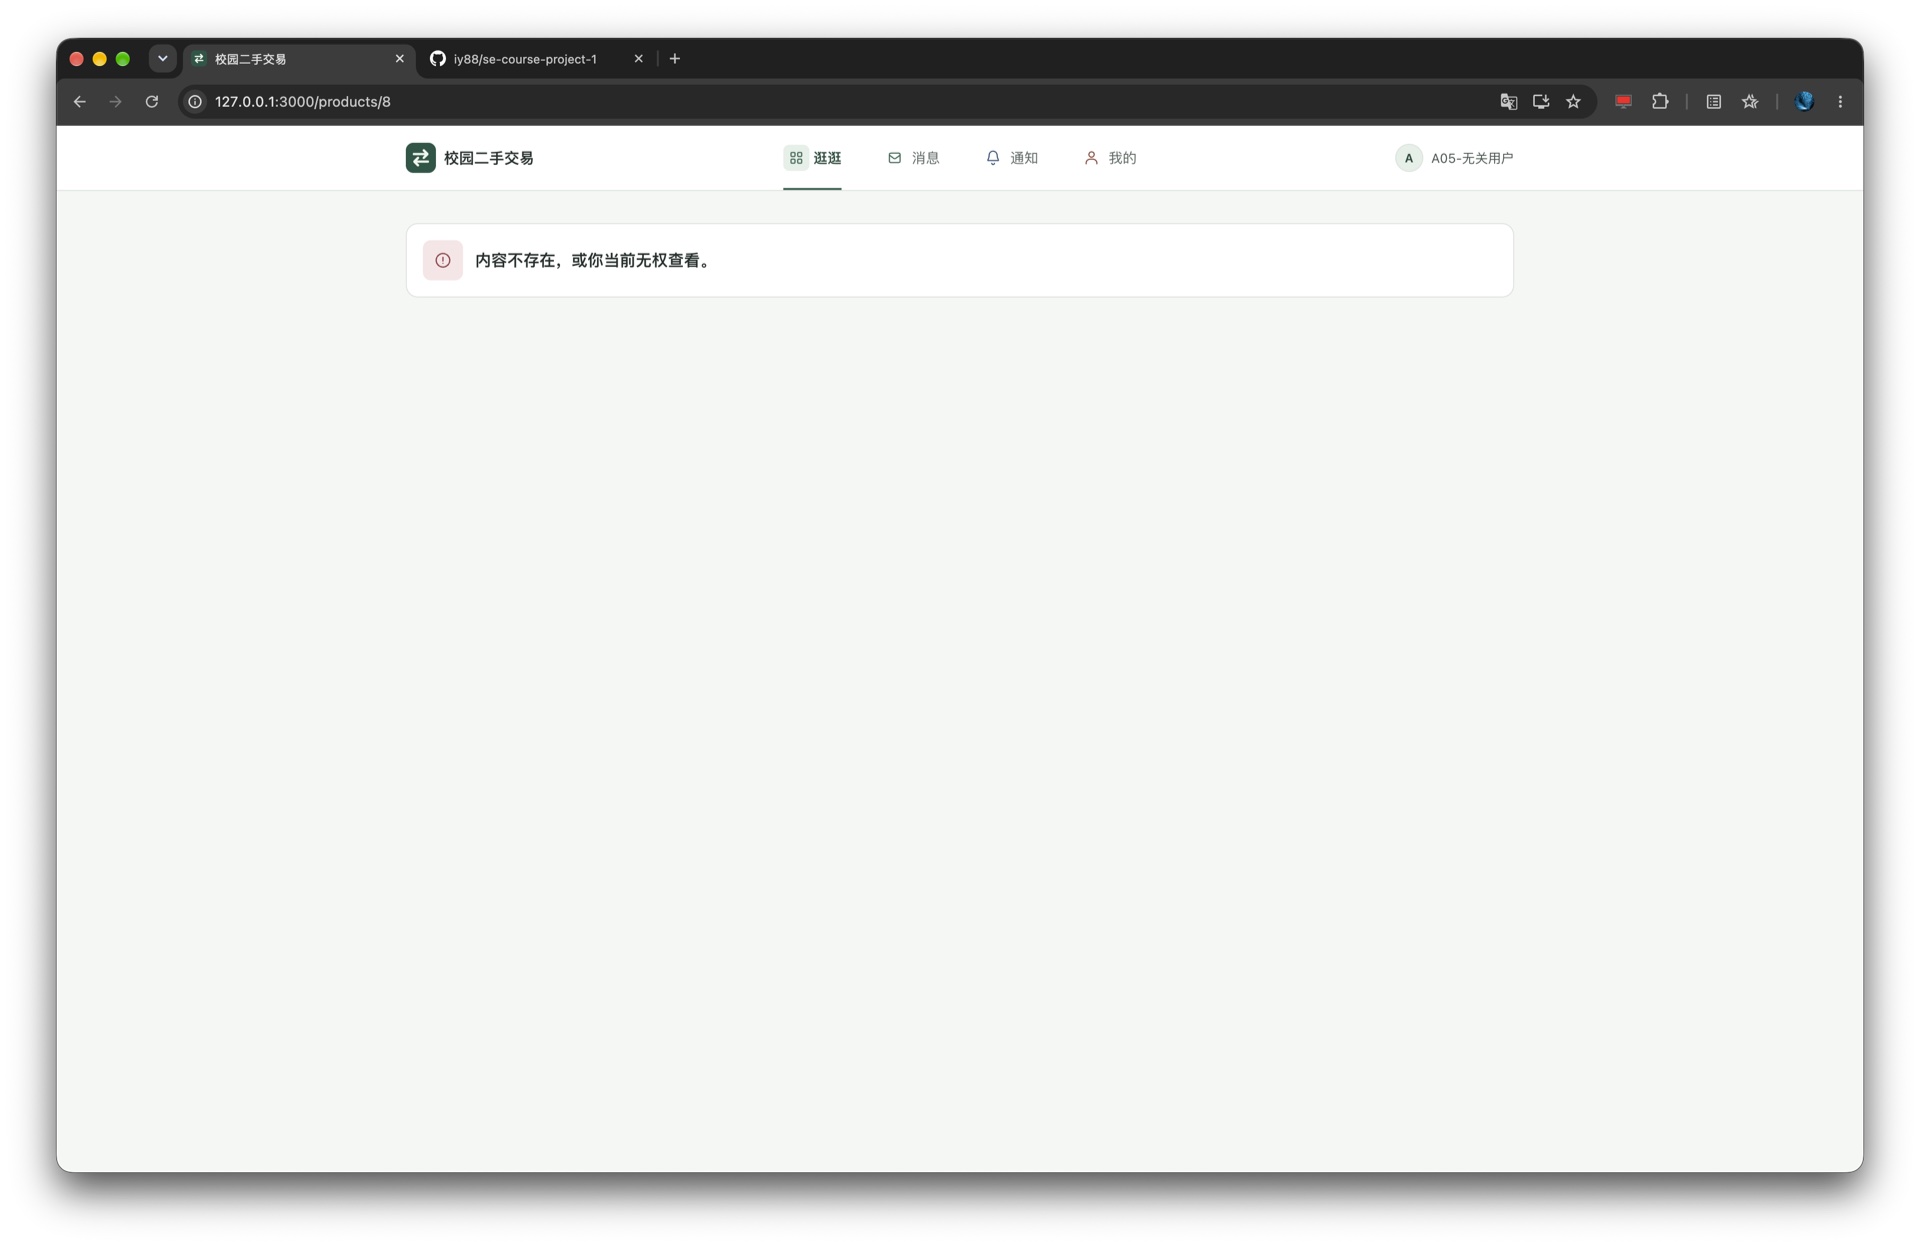 校园二手交易
iy88/se-course-project-1
127.0.0.1:3000/products/8
校园二手交易
逛逛
消息
通知
我的
A
A05-无关用户
内容不存在，或你当前无权查看。